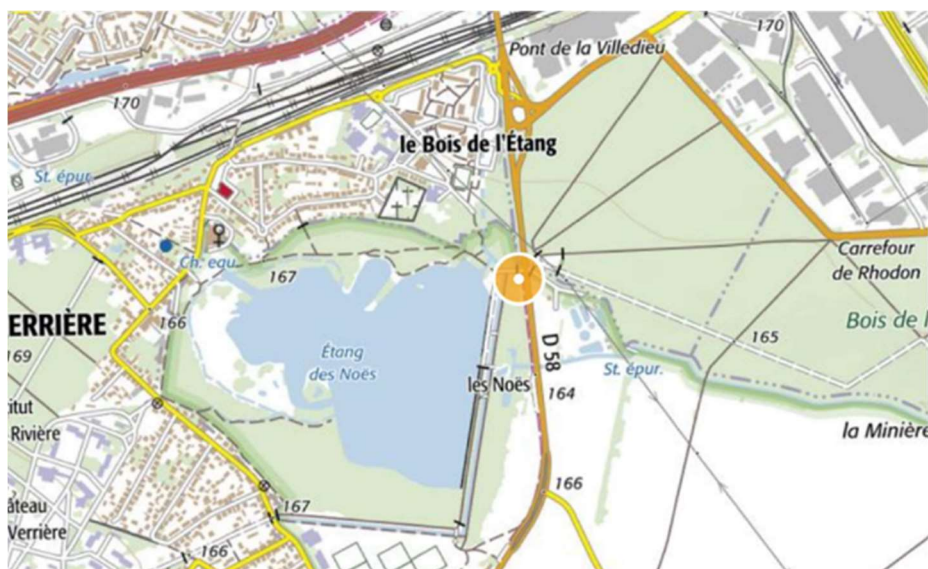 170
Pont de la Villedieu
170
le Bois de l'Étang
St. épur.
Ch. equ.
167
Carrefour
de Rhodon
Bois de l
166
ERRIÈRE
169
Étang
des Noës
D 58
165
les Noës
St. épur.
164
titut
Rivière
la Minière
166
167
âteau
Verrière
166